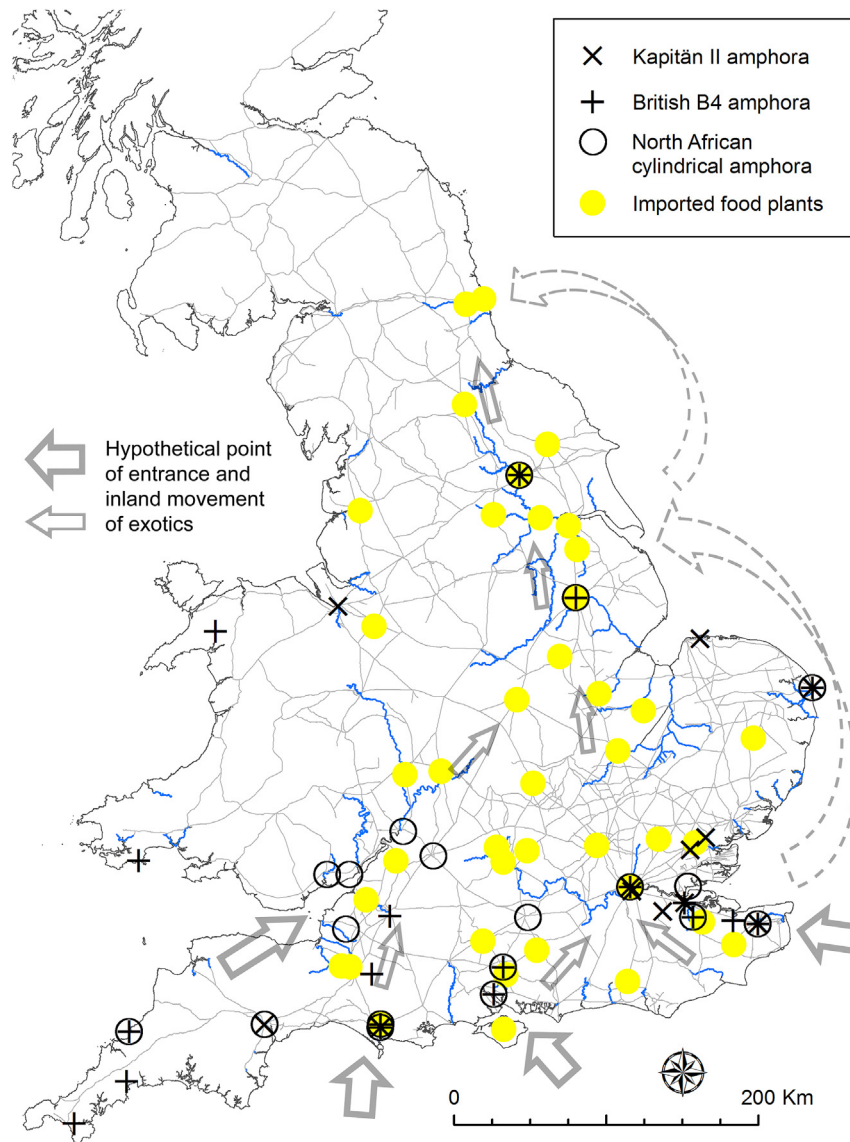 Kapitän II amphora
British B4 amphora
North African
cylindrical amphora
Imported food plants
Hypothetical point
of entrance and
inland movement
of exotics
0
200 Km